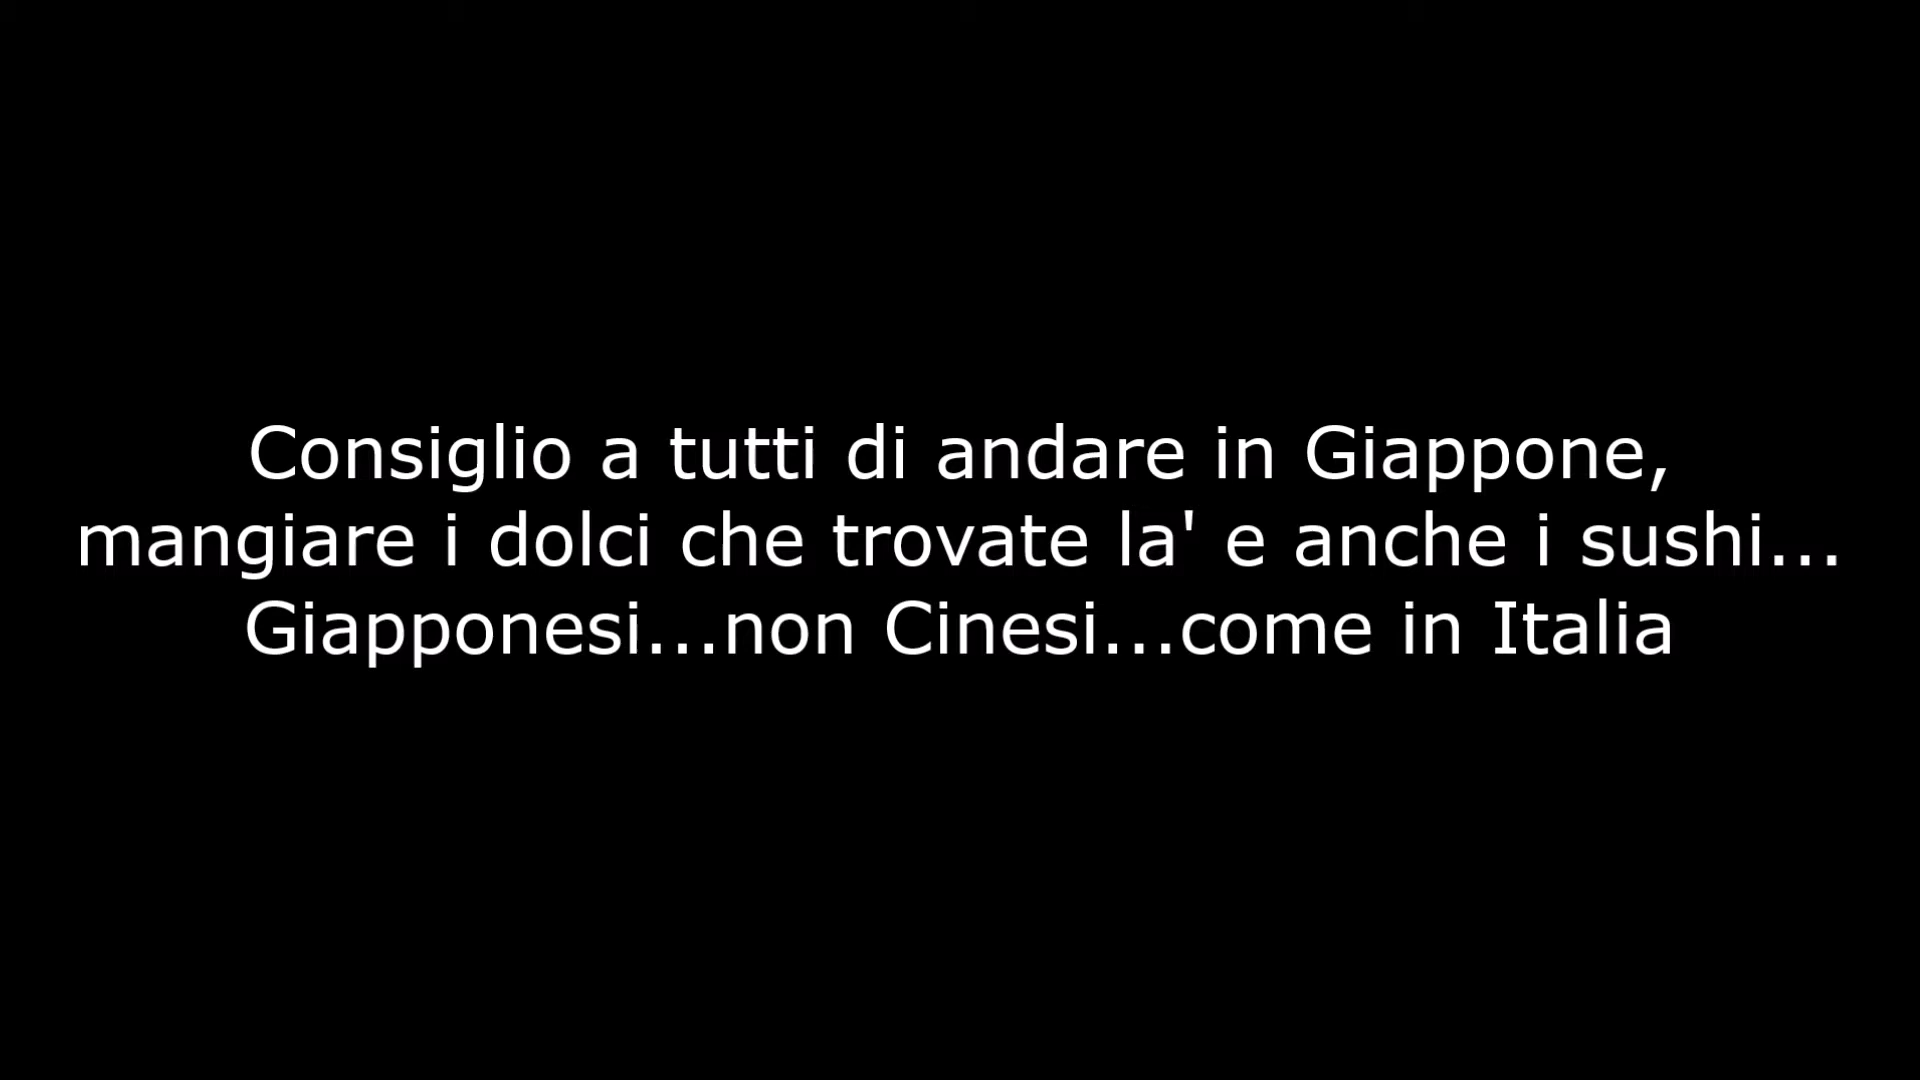 Consiglio a tutti di andare in Giappone,
mangiare i dolci che trovate la' e anche i sushi...
Giapponesi...non Cinesi...come in Italia